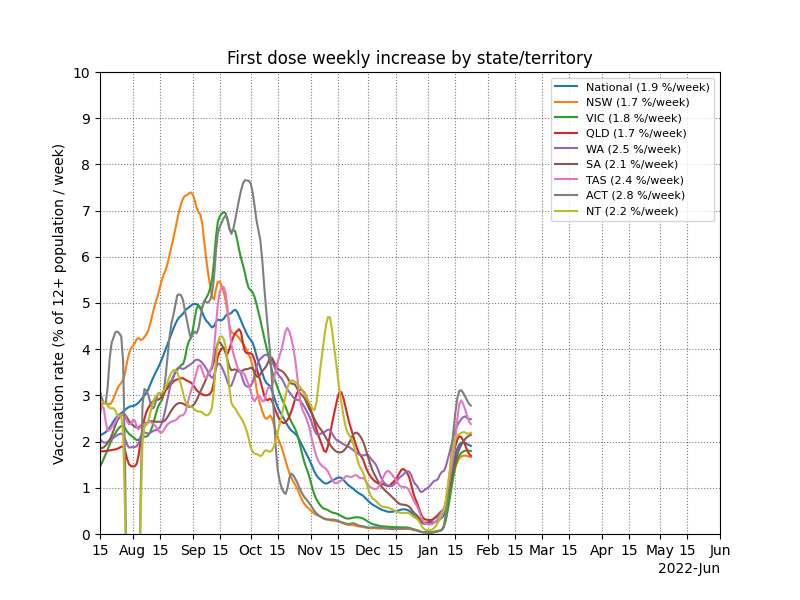 First dose weekly increase by state/territory
Vaccination rate (% of 12+ population / week)
10
9
8
7
6
5
4
3
2
1
0
National (1.9 %/week)
NSW (1.7 %/week)
VIC (1.8 %/week)
QLD (1.7 %/week)
WA (2.5 %/week)
SA (2.1 %/week)
TAS (2.4 %/week)
ACT (2.8 %/week)
NT (2.2 %/week)
15 Aug 15 Sep 15 Oct 15 Nov 15 Dec 15 Jan 15 Feb 15 Mar 15 Apr 15 May 15 Jun
2022-Jun